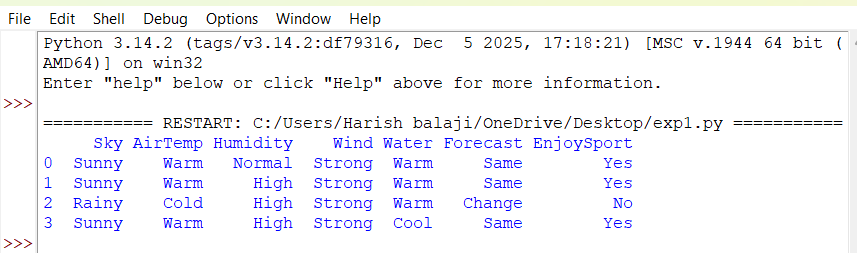 File Edit Shell Debug Options Window Help
Python 3.14.2 (tags/v3.14.2:df79316, Dec  5 2025, 17:18:21) [MSC v.1944 64 bit (
AMD64)] on win32
Enter "help" below or click "Help" above for more information.
>>>
=========== RESTART: C:/Users/Harish balaji/OneDrive/Desktop/exp1.py ===========
     Sky AirTemp Humidity    Wind Water Forecast EnjoySport
0  Sunny    Warm   Normal  Strong  Warm     Same        Yes
1  Sunny    Warm     High  Strong  Warm     Same        Yes
2  Rainy    Cold     High  Strong  Warm   Change         No
3  Sunny    Warm     High  Strong  Cool     Same        Yes
>>>